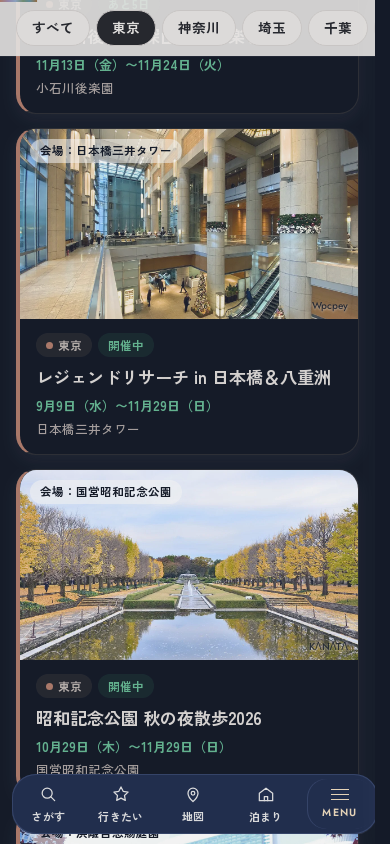 すべて
東京
神奈川
埼玉
千葉
11月13日（金）〜11月24日（火）
小石川後楽園
会場：日本橋三井タワー
Wpcpey
東京
開催中
レジェンドリサーチ in 日本橋＆八重洲
9月9日（水）〜11月29日（日）
日本橋三井タワー
会場：国営昭和記念公園
KANATA
東京
開催中
昭和記念公園 秋の夜散歩2026
10月29日（木）〜11月29日（日）
国営昭和記念公園
さがす
行きたい
地図
泊まり
MENU